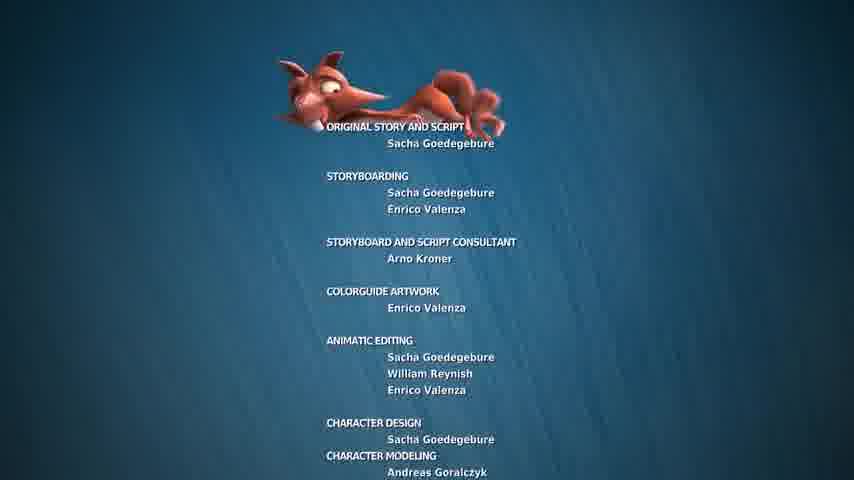 ORIGINAL STORY AND SCRIPT
Sacha Goedegebure
STORYBOARDING
Sacha Goedegebure
Enrico Valenza
STORYBOARD AND SCRIPT CONSULTANT
Arno Kroner
COLORGUIDE ARTWORK
Enrico Valenza
ANIMATIC EDITING
Sacha Goedegebure
William Reynish
Enrico Valenza
CHARACTER DESIGN
Sacha Goedegebure
CHARACTER MODELING
Andreas Goralczyk